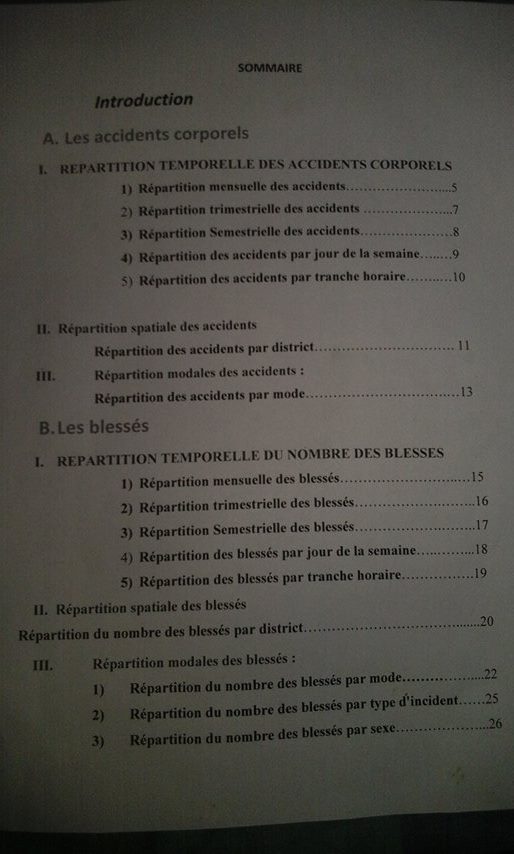 SOMMAIRE
Introduction
A. Les accidents corporels
I. REPARTITION TEMPORELLE DES ACCIDENTS CORPORELS
1) Répartition mensuelle des accidents…………………...5
2) Répartition trimestrielle des accidents ………………..7
3) Répartition Semestrielle des accidents………………...8
4) Répartition des accidents par jour de la semaine…..…9
5) Répartition des accidents par tranche horaire…….…10
II. Répartition spatiale des accidents
Répartition des accidents par district…………………………. 11
III. Répartition modales des accidents :
Répartition des accidents par mode…………………………….13
B. Les blessés
I. REPARTITION TEMPORELLE DU NOMBRE DES BLESSES
1) Répartition mensuelle des blessés……………………......15
2) Répartition trimestrielle des blessés……………………...16
3) Répartition Semestrielle des blessés……………………...17
4) Répartition des blessés par jour de la semaine…………...18
5) Répartition des blessés par tranche horaire…………….19
II. Répartition spatiale des blessés
Répartition du nombre des blessés par district……………………………......20
III. Répartition modales des blessés :
1) Répartition du nombre des blessés par mode……………....22
2) Répartition du nombre des blessés par type d'incident……25
3) Répartition du nombre des blessés par sexe………………...26